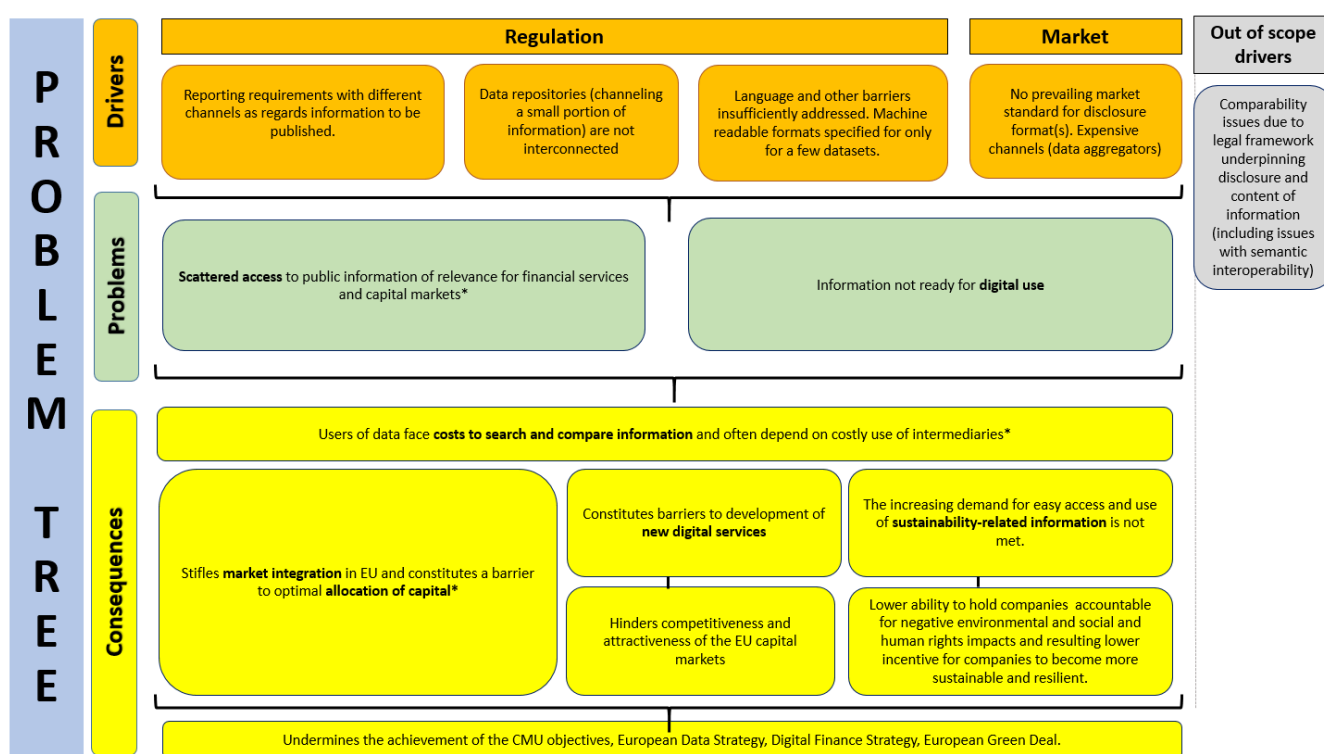 PROBLEM TREE
Drivers
Regulation
Market
Out of scope
drivers
Reporting requirements with different
channels as regards information to be
published.
Data repositories (channeling
a small portion of
information) are not
interconnected
Language and other barriers
insufficiently addressed. Machine
readable formats specified for only
for a few datasets.
No prevailing market
standard for disclosure
format(s). Expensive
channels (data aggregators)
Comparability
issues due to
legal framework
underpinning
disclosure and
content of
information
(including issues
with semantic
interoperability)
Problems
Scattered access to public information of relevance for financial services
and capital markets*
Information not ready for digital use
Consequences
Users of data face costs to search and compare information and often depend on costly use of intermediaries*
Stifles market integration in EU and constitutes a barrier
to optimal allocation of capital*
Constitutes barriers to development of
new digital services
The increasing demand for easy access and use
of sustainability-related information is not
met.
Hinders competitiveness and
attractiveness of the EU capital
markets
Lower ability to hold companies accountable
for negative environmental and social and
human rights impacts and resulting lower
incentive for companies to become more
sustainable and resilient.
Undermines the achievement of the CMU objectives, European Data Strategy, Digital Finance Strategy, European Green Deal.